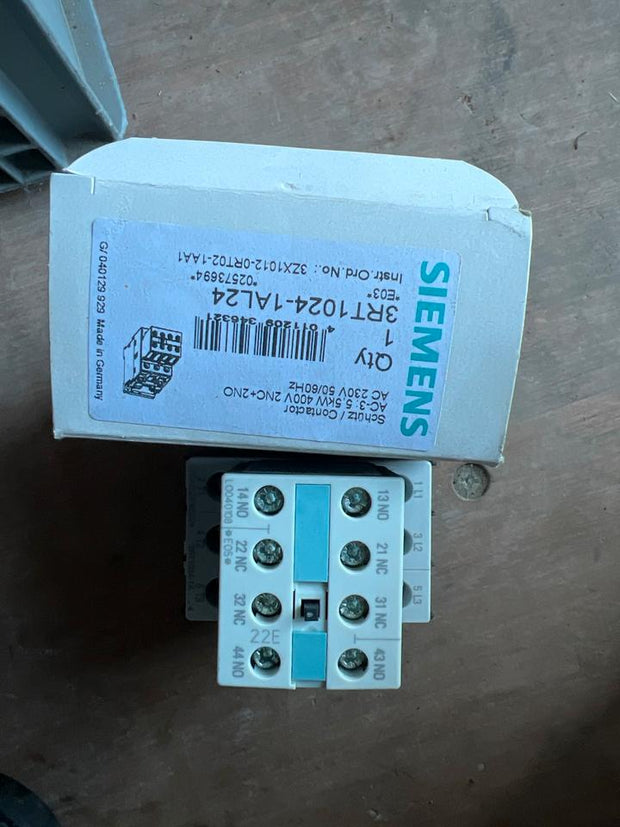 SIEMENS
Schütz / Contactor
AC-3: 5.5kW 400V 2NC+2NO
AC 230V 50/60Hz
Qty
1
4 011209 346321
3RT1024-1AL24
*E03*
*02573694*
Instr.Ord.No.: 3ZX1012-0RT02-1AA1
G/040129 929 Made in Germany
1 L1
3 L2
5 L3
13 NO
21 NC
31 NC
43 NO
22E
14 NO
22 NC
32 NC
44 NO